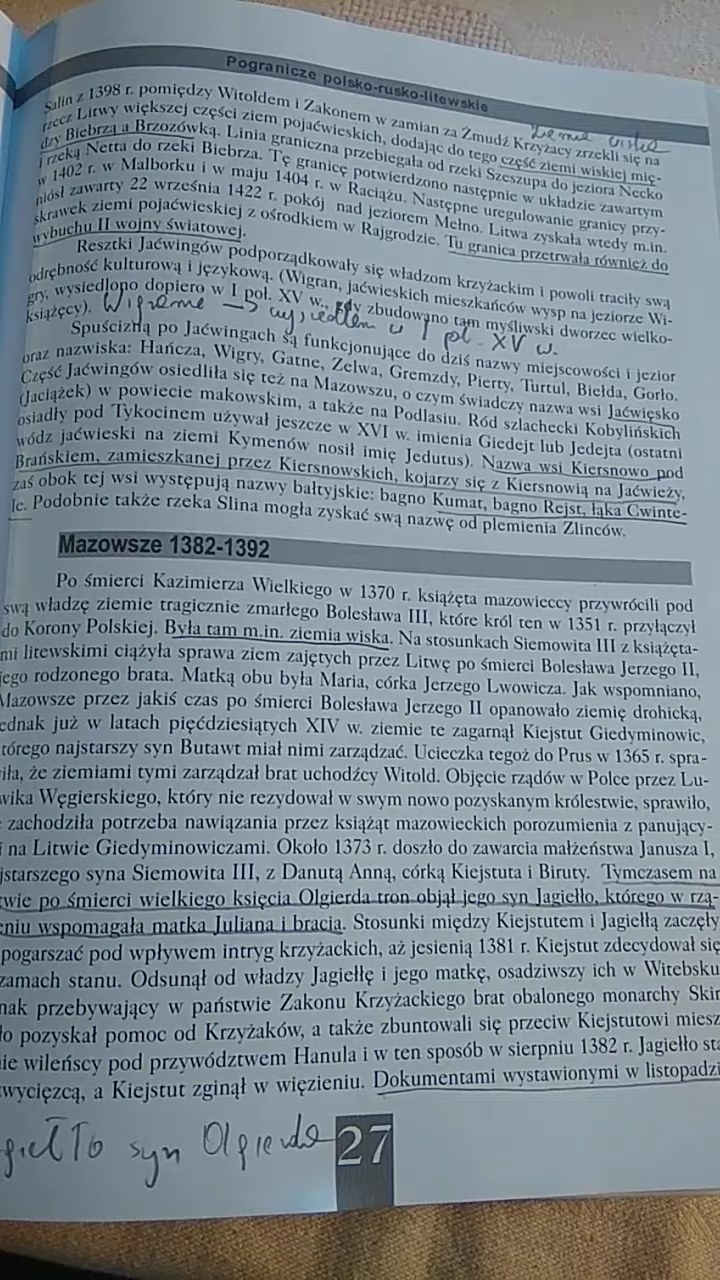 Pogranicze polsko-rusko-litewskie
ziemia wiska
Salin z 1398 r. pomiędzy Witoldem i Zakonem w zamian za Żmudź Krzyżacy zrzekli się na
rzecz Litwy większej części ziem pojaćwieskich, dodając do tego część ziemi wiskiej mię-
dzy Biebrzą a Brzozówką. Linia graniczna przebiegała od rzeki Szeszupa do jeziora Necko
i rzeką Netta do rzeki Biebrza. Tę granicę potwierdzono następnie w układzie zawartym
w 1402 r. w Malborku i w maju 1404 r. w Raciążu. Następne uregulowanie granicy przy-
niósł zawarty 22 września 1422 r. pokój nad jeziorem Mełno. Litwa zyskała wtedy m.in.
skrawek ziemi pojaćwieskiej z ośrodkiem w Rajgrodzie. Tu granica przetrwała również do
wybuchu II wojny światowej.
Resztki Jaćwingów podporządkowały się władzom krzyżackim i powoli traciły swą
odrębność kulturową i językową. (Wigran, jaćwieskich mieszkańców wysp na jeziorze Wi-
gry, wysiedlono dopiero w I poł. XV w., gdy zbudowano tam myśliwski dworzec wielko-
książęcy).
w I poł. XV w.
Spuścizną po Jaćwingach są funkcjonujące do dziś nazwy miejscowości i jezior
oraz nazwiska: Hańcza, Wigry, Gatne, Zelwa, Gremzdy, Pierty, Turtul, Biełda, Gorło.
Część Jaćwingów osiedliła się też na Mazowszu, o czym świadczy nazwa wsi Jaćwięsko
(Jaciążek) w powiecie makowskim, a także na Podlasiu. Ród szlachecki Kobylińskich
osiadły pod Tykocinem używał jeszcze w XVI w. imienia Giedejt lub Jedejta (ostatni
wódz jaćwieski na ziemi Kymenów nosił imię Jedutus). Nazwa wsi Kiersnowo pod
Brańskiem, zamieszkanej przez Kiersnowskich, kojarzy się z Kiersnowią na Jaćwieży,
zaś obok tej wsi występują nazwy bałtyjskie: bagno Kumat, bagno Rejst, łąka Cwinte-
le. Podobnie także rzeka Slina mogła zyskać swą nazwę od plemienia Zlinców.
Mazowsze 1382-1392
Po śmierci Kazimierza Wielkiego w 1370 r. książęta mazowieccy przywrócili pod
swą władzę ziemie tragicznie zmarłego Bolesława III, które król ten w 1351 r. przyłączył
do Korony Polskiej. Była tam m.in. ziemia wiska. Na stosunkach Siemowita III z książęta-
mi litewskimi ciążyła sprawa ziem zajętych przez Litwę po śmierci Bolesława Jerzego II,
jego rodzonego brata. Matką obu była Maria, córka Jerzego Lwowicza. Jak wspomniano,
Mazowsze przez jakiś czas po śmierci Bolesława Jerzego II opanowało ziemię drohicką,
ednak już w latach pięćdziesiątych XIV w. ziemie te zagarnął Kiejstut Giedyminowic,
tórego najstarszy syn Butawt miał nimi zarządzać. Ucieczka tegoż do Prus w 1365 r. spra-
iła, że ziemiami tymi zarządzał brat uchodźcy Witold. Objęcie rządów w Polce przez Lu-
wika Węgierskiego, który nie rezydował w swym nowo pozyskanym królestwie, sprawiło,
zachodziła potrzeba nawiązania przez książąt mazowieckich porozumienia z panujący-
i na Litwie Giedyminowiczami. Około 1373 r. doszło do zawarcia małżeństwa Janusza I,
jstarszego syna Siemowita III, z Danutą Anną, córką Kiejstuta i Biruty. Tymczasem na
twie po śmierci wielkiego księcia Olgierda tron objął jego syn Jagiełło, którego w rzą-
eniu wspomagała matka Juliana i bracia. Stosunki między Kiejstutem i Jagiełłą zaczęły
pogarszać pod wpływem intryg krzyżackich, aż jesienią 1381 r. Kiejstut zdecydował się
zamach stanu. Odsunął od władzy Jagiełłę i jego matkę, osadziwszy ich w Witebsku
nak przebywający w państwie Zakonu Krzyżackiego brat obalonego monarchy Skir
ło pozyskał pomoc od Krzyżaków, a także zbuntowali się przeciw Kiejstutowi miesz
ie wileńscy pod przywództwem Hanula i w ten sposób w sierpniu 1382 r. Jagiełło sta
wycięzcą, a Kiejstut zginął w więzieniu. Dokumentami wystawionymi w listopadzi
giełło syn Olgierda
27